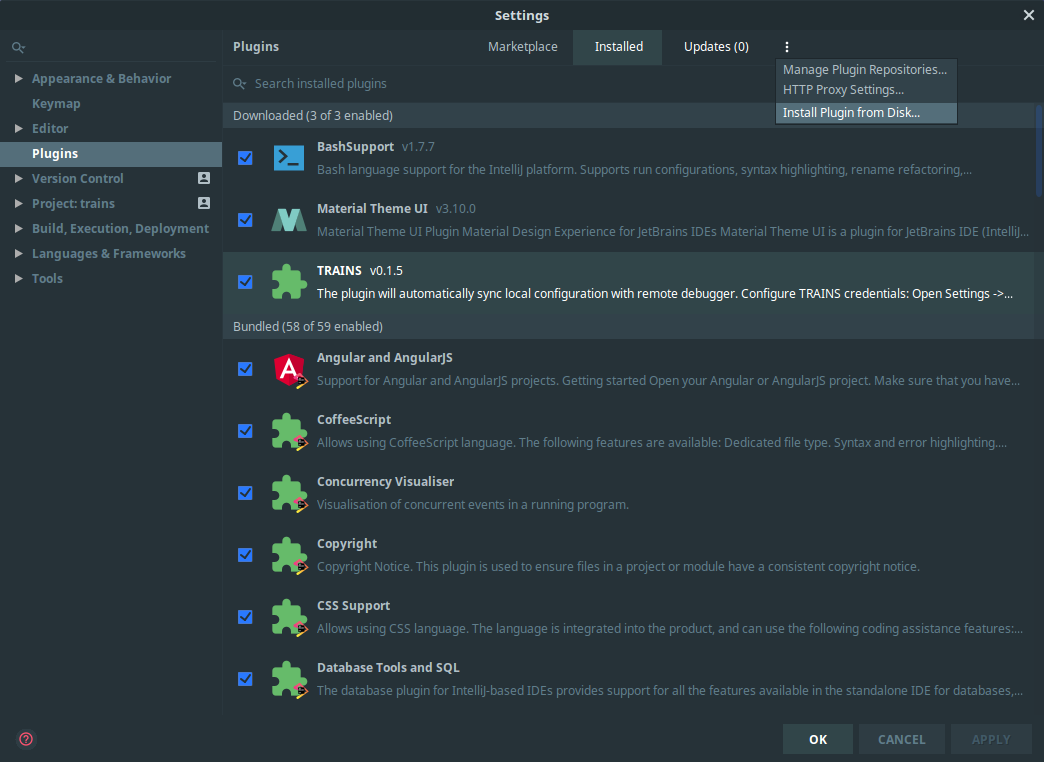 Settings
Plugins
Marketplace
Installed
Updates (0)
Manage Plugin Repositories...
HTTP Proxy Settings...
Install Plugin from Disk...
Appearance & Behavior
Keymap
Editor
Plugins
Version Control
Project: trains
Build, Execution, Deployment
Languages & Frameworks
Tools
Search installed plugins
Downloaded (3 of 3 enabled)
BashSupport v1.7.7
Bash language support for the IntelliJ platform. Supports run configurations, syntax highlighting, rename refactoring,...
Material Theme UI v3.10.0
Material Theme UI Plugin Material Design Experience for JetBrains IDEs Material Theme UI is a plugin for JetBrains IDE (IntelliJ...
TRAINS v0.1.5
The plugin will automatically sync local configuration with remote debugger. Configure TRAINS credentials: Open Settings ->...
Bundled (58 of 59 enabled)
Angular and AngularJS
Support for Angular and AngularJS projects. Getting started Open your Angular or AngularJS project. Make sure that you have...
CoffeeScript
Allows using CoffeeScript language. The following features are available: Dedicated file type. Syntax and error highlighting....
Concurrency Visualiser
Visualisation of concurrent events in a running program.
Copyright
Copyright Notice. This plugin is used to ensure files in a project or module have a consistent copyright notice.
CSS Support
Allows using CSS language. The language is integrated into the product, and can use the following coding assistance features:...
Database Tools and SQL
The database plugin for IntelliJ-based IDEs provides support for all the features available in the standalone IDE for databases,...
OK
CANCEL
APPLY